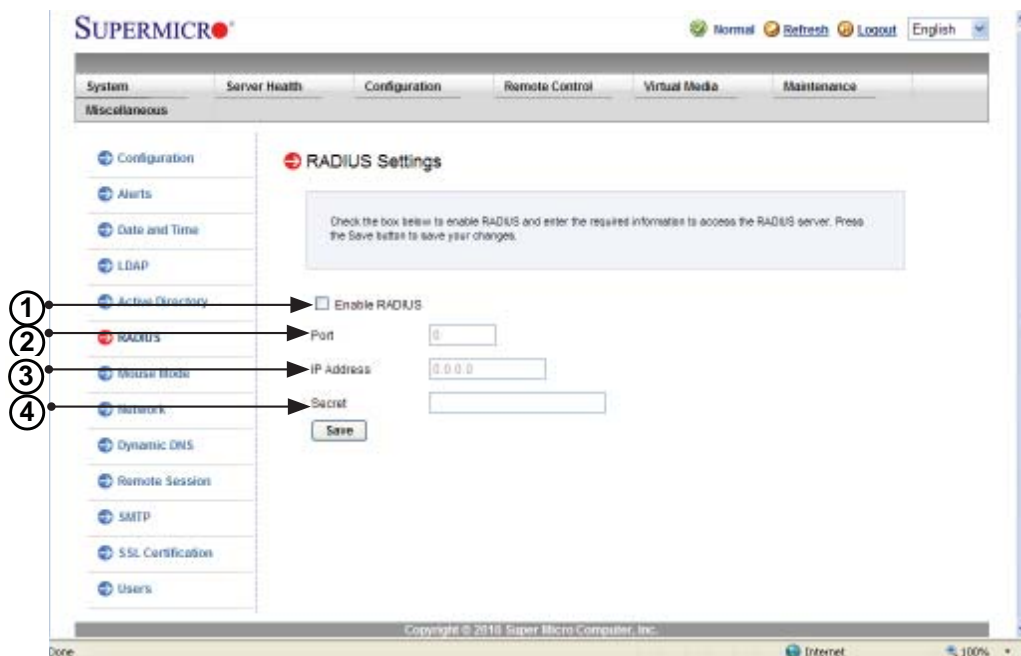 SUPERMICRO
Normal Refresh Logout English
System Server Health Configuration Remote Control Virtual Media Maintenance
Miscellaneous
Configuration
Alerts
Date and Time
LDAP
Active Directory
RADIUS
Mouse Mode
Network
Dynamic DNS
Remote Session
SMTP
SSL Certification
Users
RADIUS Settings
Check the box below to enable RADIUS and enter the required information to access the RADIUS server. Press
the Save button to save your changes.
1 Enable RADIUS
2 Port 0
3 IP Address 0.0.0.0
4 Secret
Save
Copyright © 2010 Super Micro Computer, Inc.
Done Internet 100%